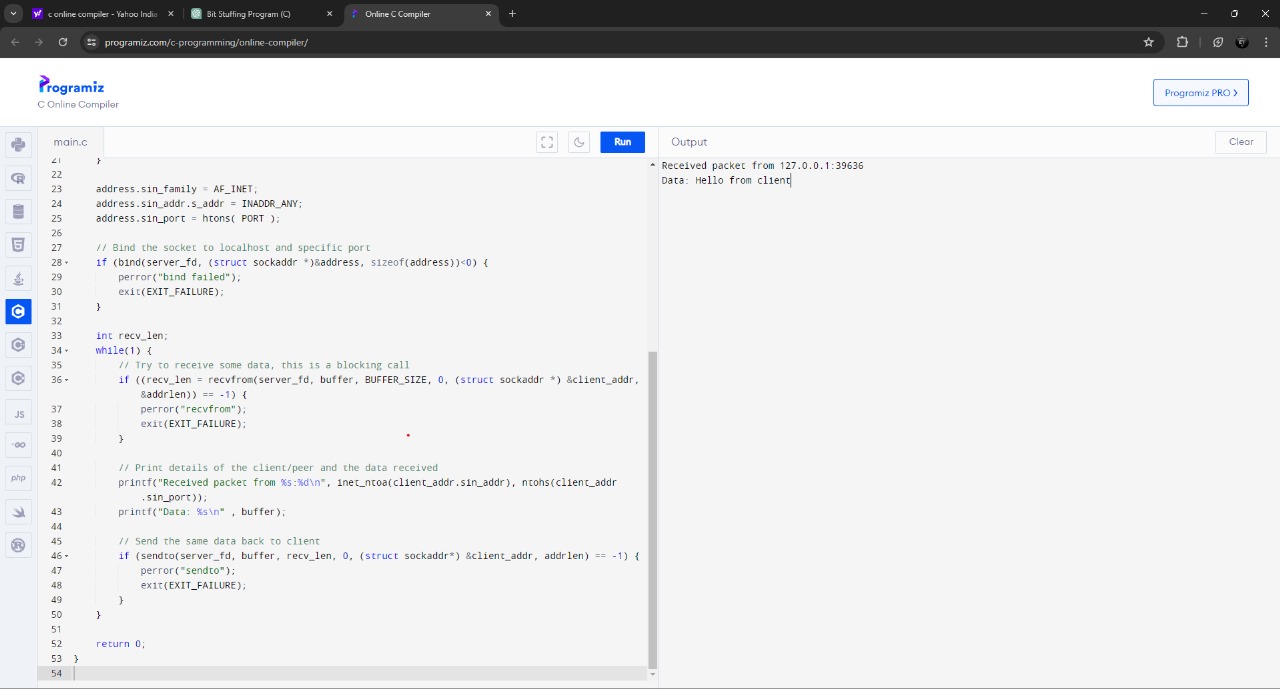 c online compiler - Yahoo India
Bit Stuffing Program (C)
Online C Compiler
programiz.com/c-programming/online-compiler/
Programiz
C Online Compiler
Programiz PRO >
main.c
Run
Output
Clear
21 }
22
23 address.sin_family = AF_INET;
24 address.sin_addr.s_addr = INADDR_ANY;
25 address.sin_port = htons( PORT );
26
27 // Bind the socket to localhost and specific port
28 if (bind(server_fd, (struct sockaddr *)&address, sizeof(address))<0) {
29 perror("bind failed");
30 exit(EXIT_FAILURE);
31 }
32
33 int recv_len;
34 while(1) {
35 // Try to receive some data, this is a blocking call
36 if ((recv_len = recvfrom(server_fd, buffer, BUFFER_SIZE, 0, (struct sockaddr *) &client_addr,
&addrlen)) == -1) {
37 perror("recvfrom");
38 exit(EXIT_FAILURE);
39 }
40
41 // Print details of the client/peer and the data received
42 printf("Received packet from %s:%d\n", inet_ntoa(client_addr.sin_addr), ntohs(client_addr
.sin_port));
43 printf("Data: %s\n" , buffer);
44
45 // Send the same data back to client
46 if (sendto(server_fd, buffer, recv_len, 0, (struct sockaddr*) &client_addr, addrlen) == -1) {
47 perror("sendto");
48 exit(EXIT_FAILURE);
49 }
50 }
51
52 return 0;
53 }
54
Received packet from 127.0.0.1:39636
Data: Hello from client
JS
GO
php